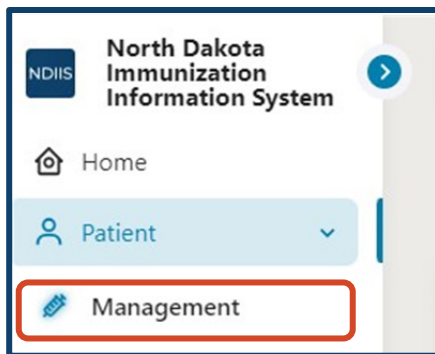 NDIIS
North Dakota
Immunization
Information System
Home
Patient
Management